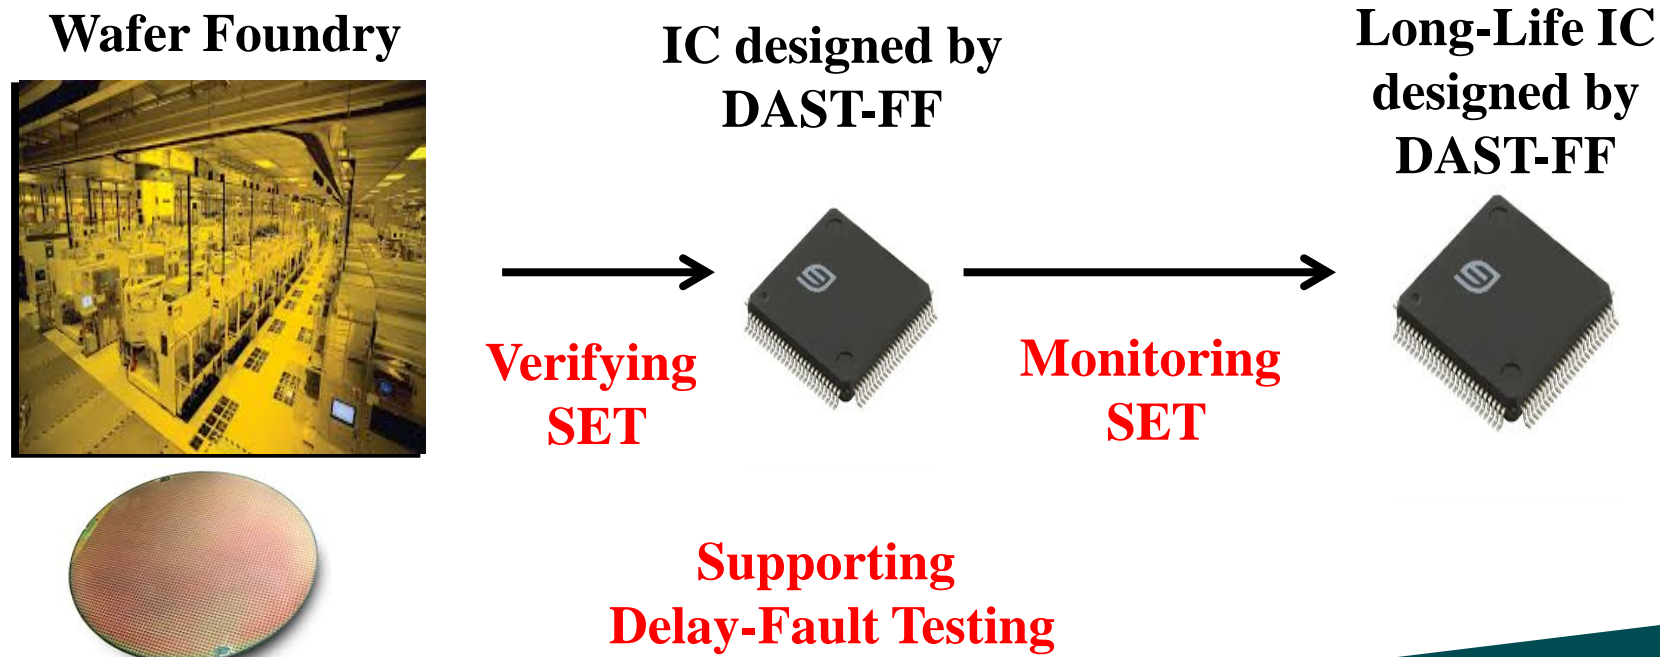 Wafer Foundry
IC designed by
DAST-FF
Long-Life IC
designed by
DAST-FF
Verifying
SET
Monitoring
SET
Supporting
Delay-Fault Testing